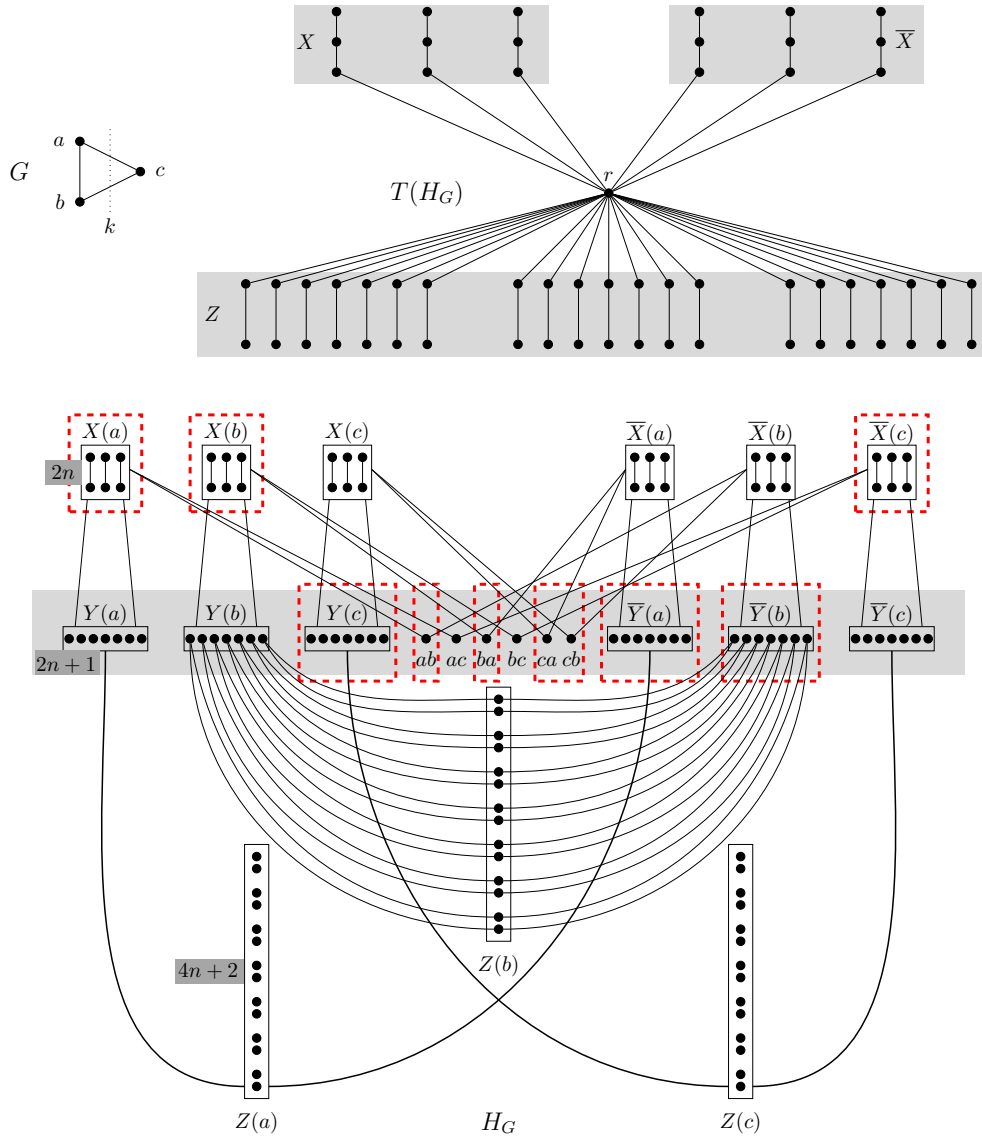 X
X̅
a
G
c
b
k
r
T(H_G)
Z
X(a) X(b) X(c) X̅(a) X̅(b) X̅(c)
2n
Y(a) Y(b) Y(c) Y̅(a) Y̅(b) Y̅(c)
ab ac ba bc ca cb
2n + 1
Z(b)
4n + 2
Z(a) H_G Z(c)